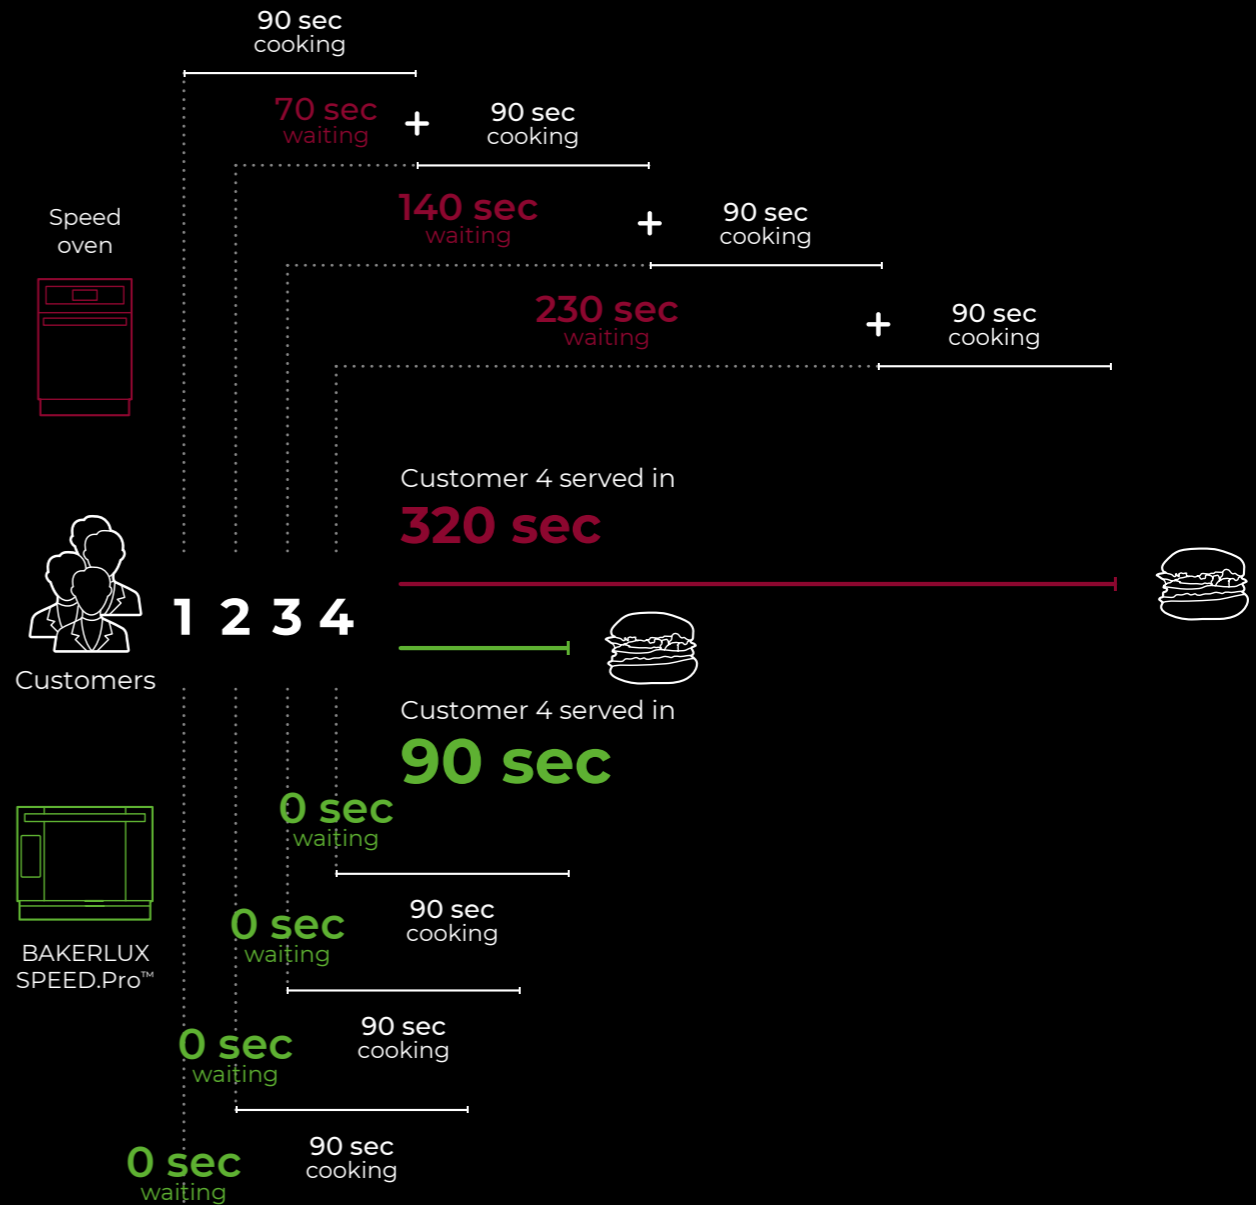 90 sec
cooking
70 sec
waiting
+
90 sec
cooking
140 sec
waiting
+
90 sec
cooking
Speed
oven
230 sec
waiting
+
90 sec
cooking
Customer 4 served in
320 sec
1 2 3 4
Customers
Customer 4 served in
90 sec
0 sec
waiting
90 sec
cooking
BAKERLUX
SPEED.Pro™
0 sec
waiting
90 sec
cooking
0 sec
waiting
90 sec
cooking
0 sec
waiting